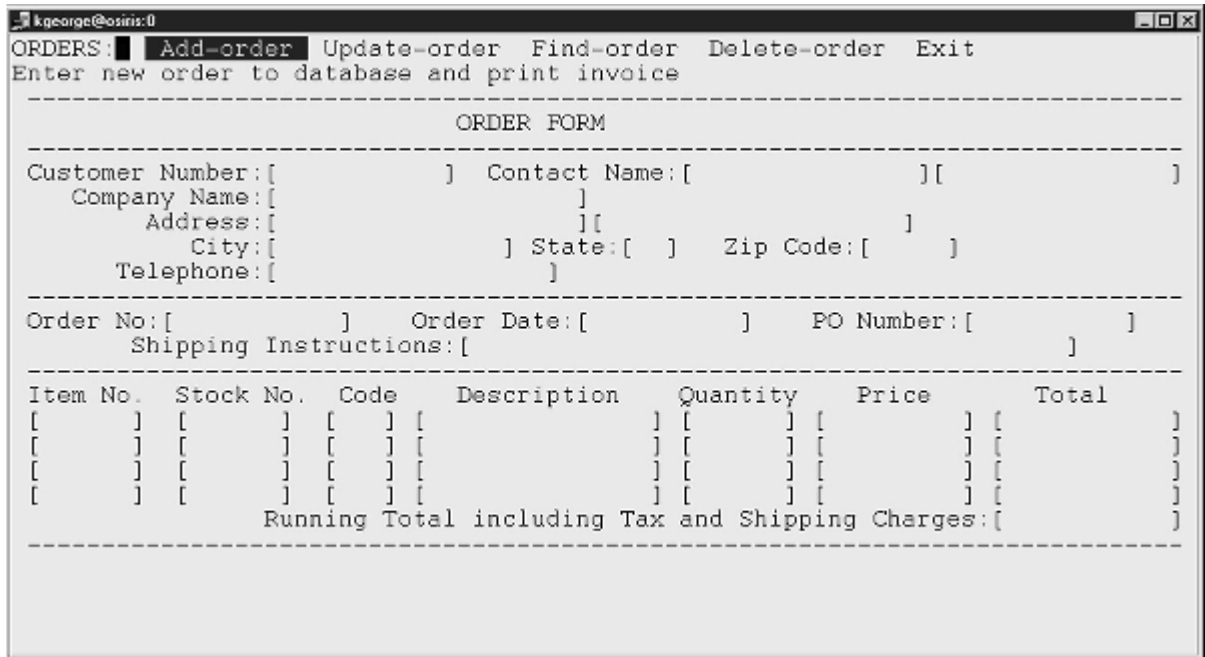 kgeorge@osiris:0
ORDERS: Add-order Update-order Find-order Delete-order Exit
Enter new order to database and print invoice
--------------------------------------------------------------------------------
ORDER FORM
--------------------------------------------------------------------------------
Customer Number:[ ] Contact Name:[ ][ ]
Company Name:[ ]
Address:[ ][ ]
City:[ ] State:[ ] Zip Code:[ ]
Telephone:[ ]
--------------------------------------------------------------------------------
Order No:[ ] Order Date:[ ] PO Number:[ ]
Shipping Instructions:[ ]
--------------------------------------------------------------------------------
Item No. Stock No. Code Description Quantity Price Total
[ ] [ ] [ ] [ ] [ ] [ ] [ ]
[ ] [ ] [ ] [ ] [ ] [ ] [ ]
[ ] [ ] [ ] [ ] [ ] [ ] [ ]
[ ] [ ] [ ] [ ] [ ] [ ] [ ]
Running Total including Tax and Shipping Charges:[ ]
--------------------------------------------------------------------------------